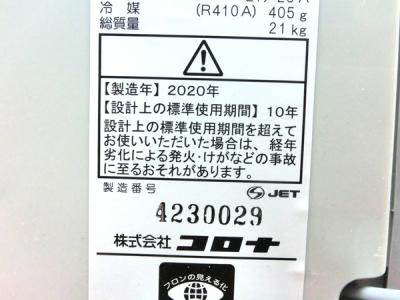 冷 媒 (R410A) 405g
総質量 21kg
【製造年】2020年
【設計上の標準使用期間】10年
設計上の標準使用期間を超えて
お使いいただいた場合は、経年
劣化による発火・けがなどの事故
に至るおそれがあります。
製造番号
JET
4230029
株式会社 コロナ
フロンの見える化